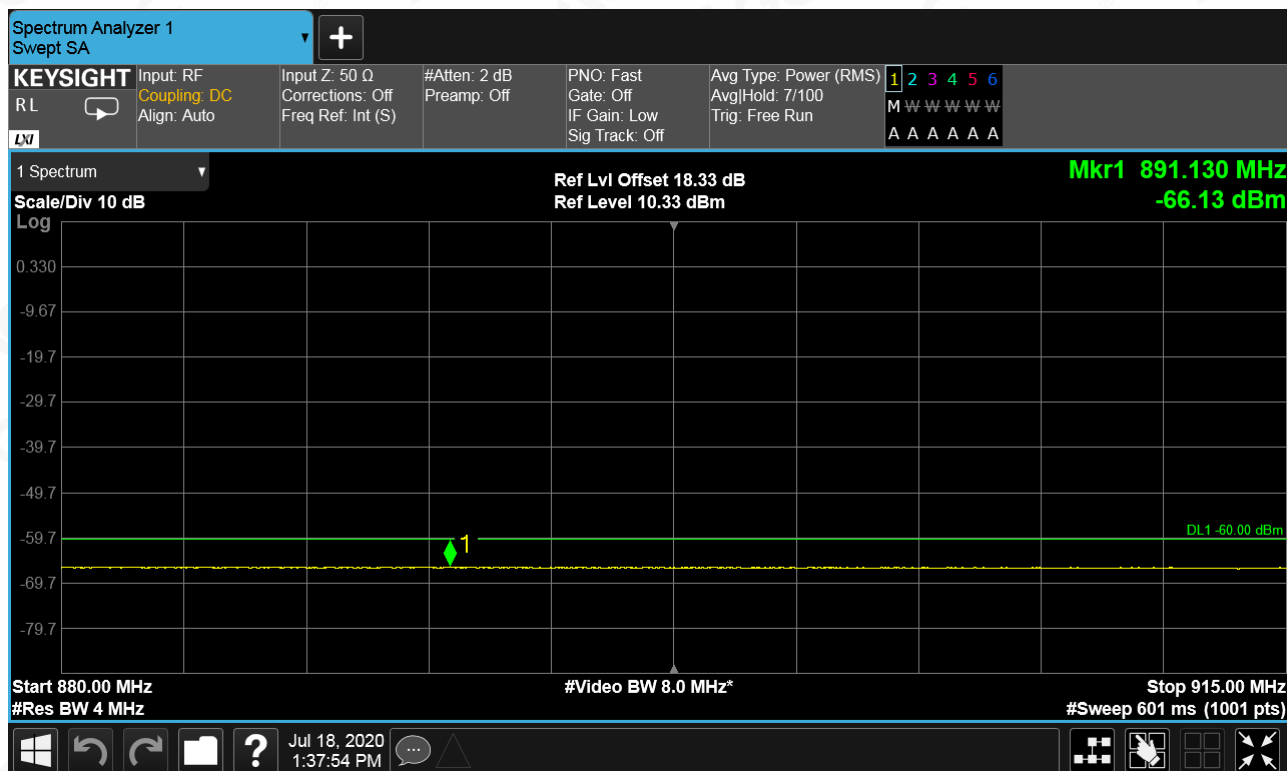 Spectrum Analyzer 1
Swept SA
KEYSIGHT
R L
LXI
Input: RF
Coupling: DC
Align: Auto
Input Z: 50 Ω
Corrections: Off
Freq Ref: Int (S)
#Atten: 2 dB
Preamp: Off
PNO: Fast
Gate: Off
IF Gain: Low
Sig Track: Off
Avg Type: Power (RMS)
Avg|Hold: 7/100
Trig: Free Run
1 2 3 4 5 6
M W W W W W
A A A A A A
1 Spectrum
Scale/Div 10 dB
Log
Ref Lvl Offset 18.33 dB
Ref Level 10.33 dBm
Mkr1 891.130 MHz
-66.13 dBm
0.330
-9.67
-19.7
-29.7
-39.7
-49.7
-59.7
-69.7
-79.7
DL1 -60.00 dBm
1
Start 880.00 MHz
#Res BW 4 MHz
#Video BW 8.0 MHz*
Stop 915.00 MHz
#Sweep 601 ms (1001 pts)
?
Jul 18, 2020
1:37:54 PM